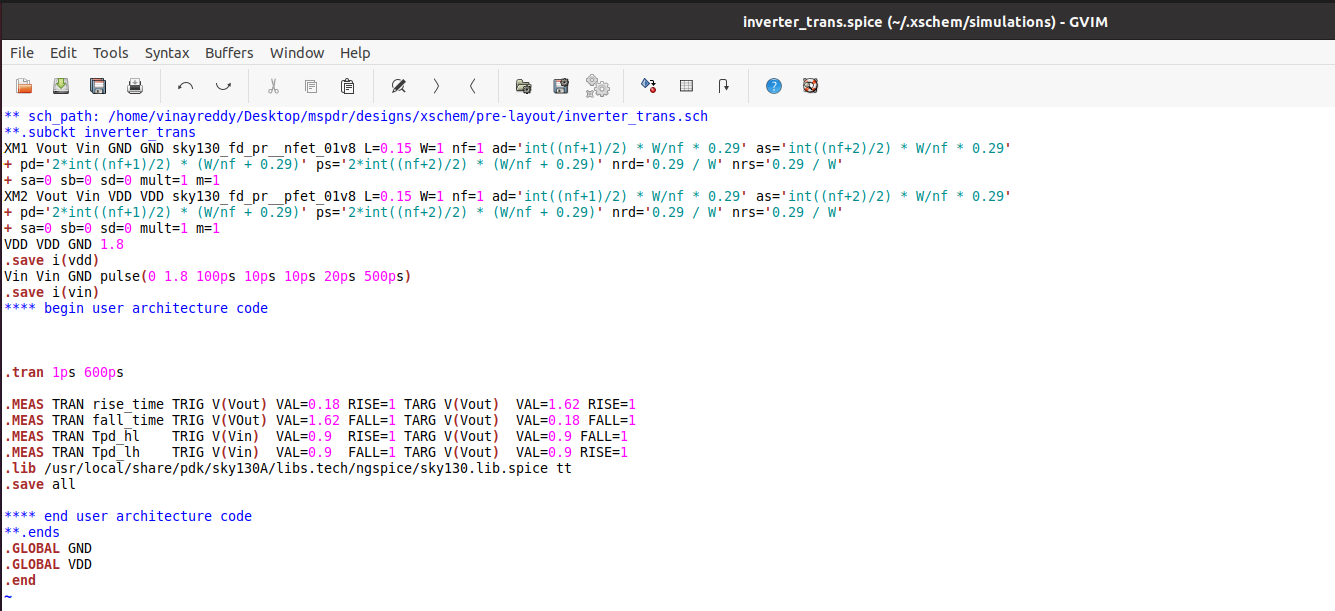 inverter_trans.spice (~/.xschem/simulations) - GVIM
File Edit Tools Syntax Buffers Window Help
** sch_path: /home/vinayreddy/Desktop/mspdr/designs/xschem/pre-layout/inverter_trans.sch
**.subckt inverter_trans
XM1 Vout Vin GND GND sky130_fd_pr__nfet_01v8 L=0.15 W=1 nf=1 ad='int((nf+1)/2) * W/nf * 0.29' as='int((nf+2)/2) * W/nf * 0.29'
+ pd='2*int((nf+1)/2) * (W/nf + 0.29)' ps='2*int((nf+2)/2) * (W/nf + 0.29)' nrd='0.29 / W' nrs='0.29 / W'
+ sa=0 sb=0 sd=0 mult=1 m=1
XM2 Vout Vin VDD VDD sky130_fd_pr__pfet_01v8 L=0.15 W=1 nf=1 ad='int((nf+1)/2) * W/nf * 0.29' as='int((nf+2)/2) * W/nf * 0.29'
+ pd='2*int((nf+1)/2) * (W/nf + 0.29)' ps='2*int((nf+2)/2) * (W/nf + 0.29)' nrd='0.29 / W' nrs='0.29 / W'
+ sa=0 sb=0 sd=0 mult=1 m=1
VDD VDD GND 1.8
.save i(vdd)
Vin Vin GND pulse(0 1.8 100ps 10ps 10ps 20ps 500ps)
.save i(vin)
**** begin user architecture code
.tran 1ps 600ps
.MEAS TRAN rise_time TRIG V(Vout) VAL=0.18 RISE=1 TARG V(Vout)  VAL=1.62 RISE=1
.MEAS TRAN fall_time TRIG V(VOut) VAL=1.62 FALL=1 TARG V(Vout)  VAL=0.18 FALL=1
.MEAS TRAN Tpd_hl    TRIG V(Vin)  VAL=0.9  RISE=1 TARG V(Vout)  VAL=0.9 FALL=1
.MEAS TRAN Tpd_lh    TRIG V(Vin)  VAL=0.9  FALL=1 TARG V(Vout)  VAL=0.9 RISE=1
.lib /usr/local/share/pdk/sky130A/libs.tech/ngspice/sky130.lib.spice tt
.save all
**** end user architecture code
**.ends
.GLOBAL GND
.GLOBAL VDD
.end
~